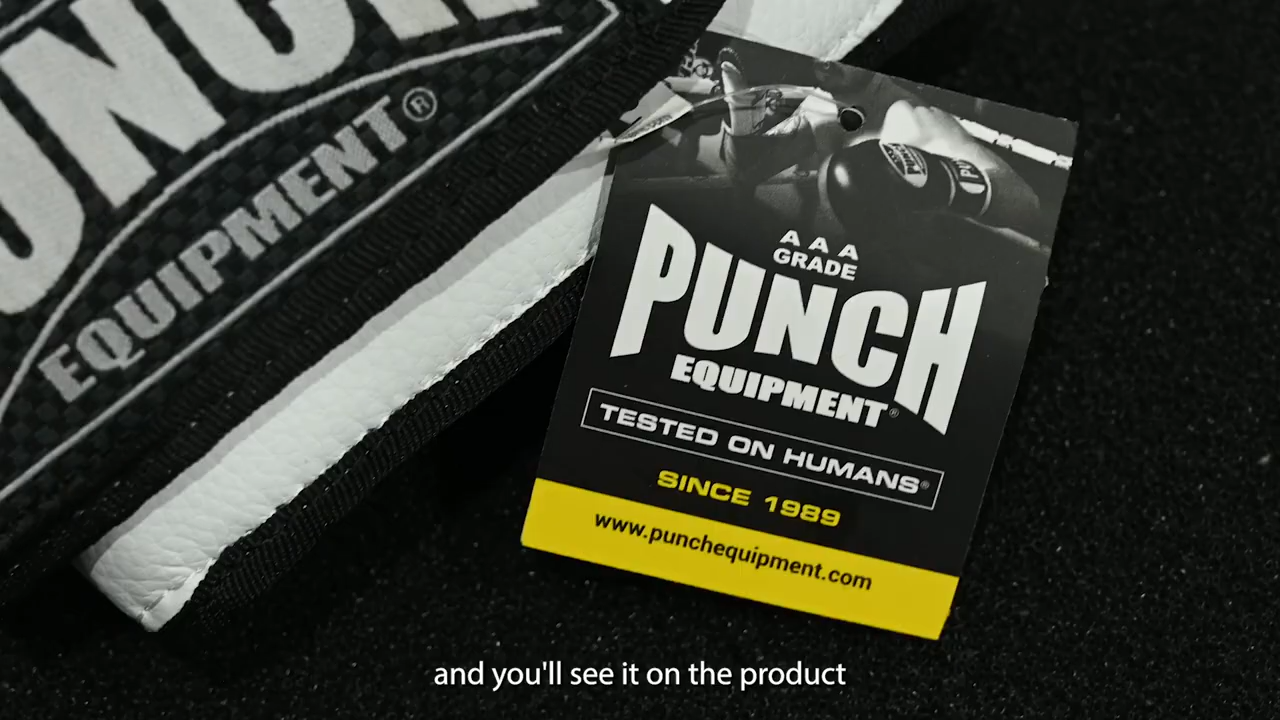 EQUIPMENT®
AAA
GRADE
PUNCH
EQUIPMENT®
TESTED ON HUMANS®
SINCE 1989
www.punchequipment.com
and you'll see it on the product